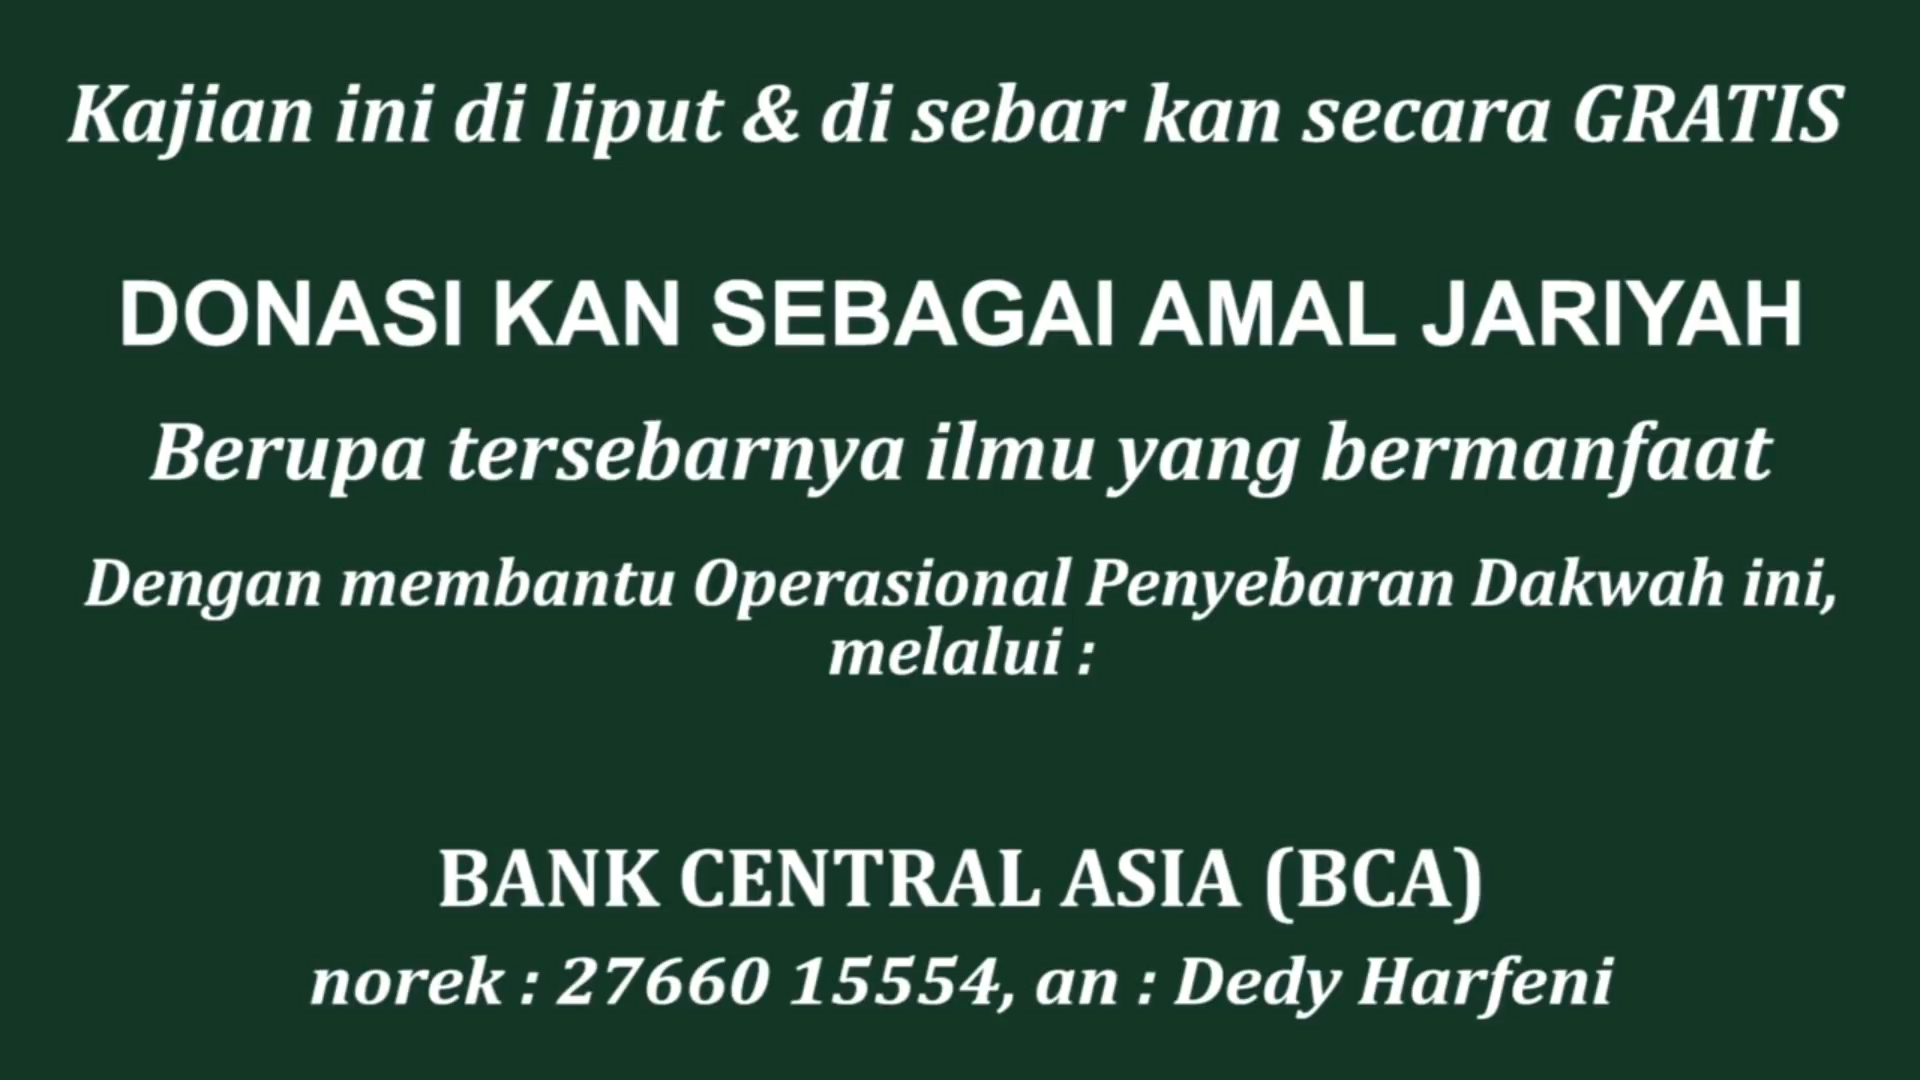 Kajian ini di liput & di sebar kan secara GRATIS
DONASI KAN SEBAGAI AMAL JARIYAH
Berupa tersebarnya ilmu yang bermanfaat
Dengan membantu Operasional Penyebaran Dakwah ini,
melalui :
BANK CENTRAL ASIA (BCA)
norek : 27660 15554, an : Dedy Harfeni